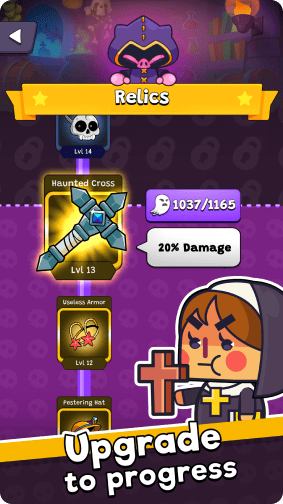 Relics
Lvl 14
Haunted Cross
1037/1165
20% Damage
Lvl 13
Useless Armor
Lvl 12
Festering Hat
Upgrade
to progress